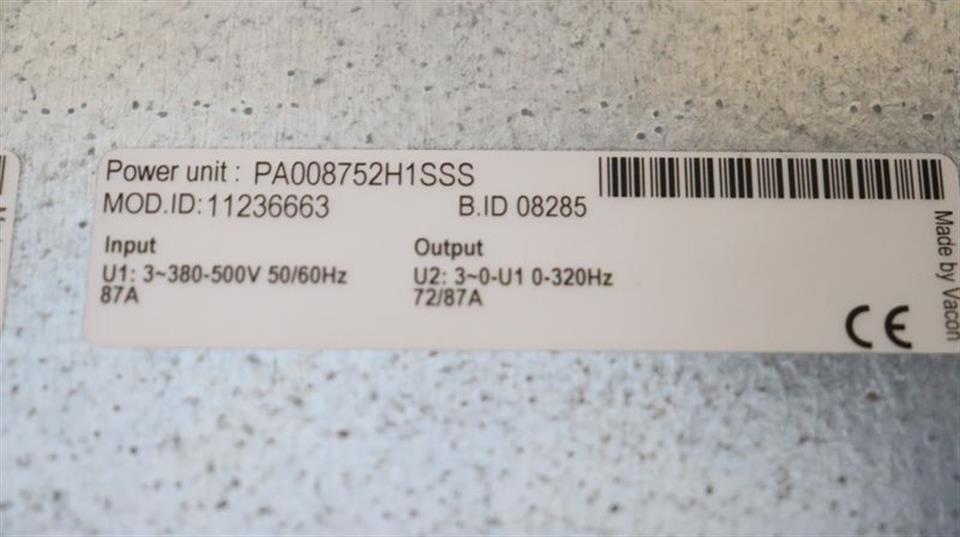 Power unit : PA008752H1SSS
MOD.ID: 11236663 B.ID 08285
Input Output
U1: 3~380-500V 50/60Hz U2: 3~0-U1 0-320Hz
87A 72/87A
CE
Made by Vacon